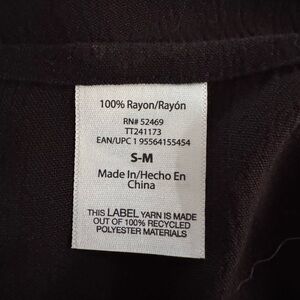 100% Rayon/Rayón
RN# 52469
TT241173
EAN/UPC 1 95564155454
S-M
Made In/Hecho En
China
THIS LABEL YARN IS MADE
OUT OF 100% RECYCLED
POLYESTER MATERIALS